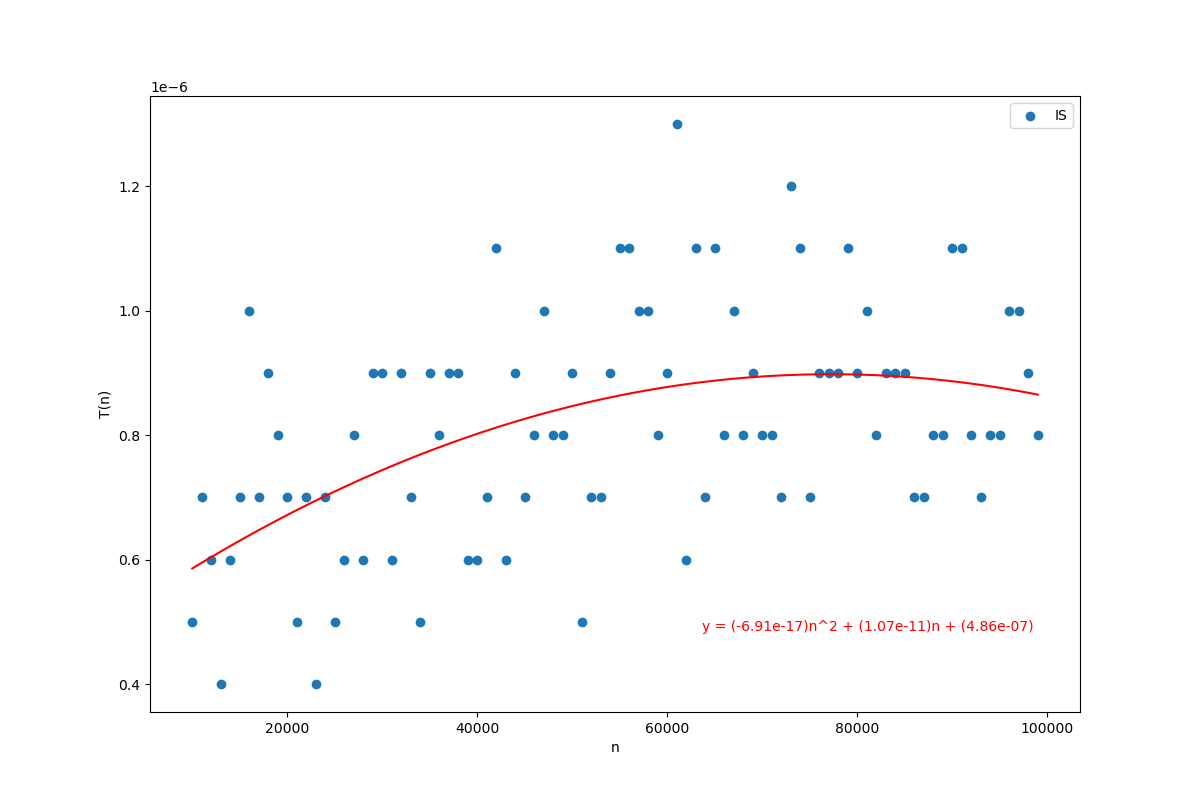 1e−6
IS
1.2
1.0
0.8
0.6
0.4
T(n)
y = (-6.91e-17)n^2 + (1.07e-11)n + (4.86e-07)
20000 40000 60000 80000 100000
n